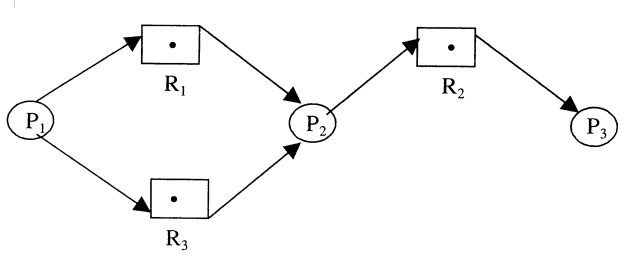 R₁
P₁
P₂
R₂
P₃
R₃